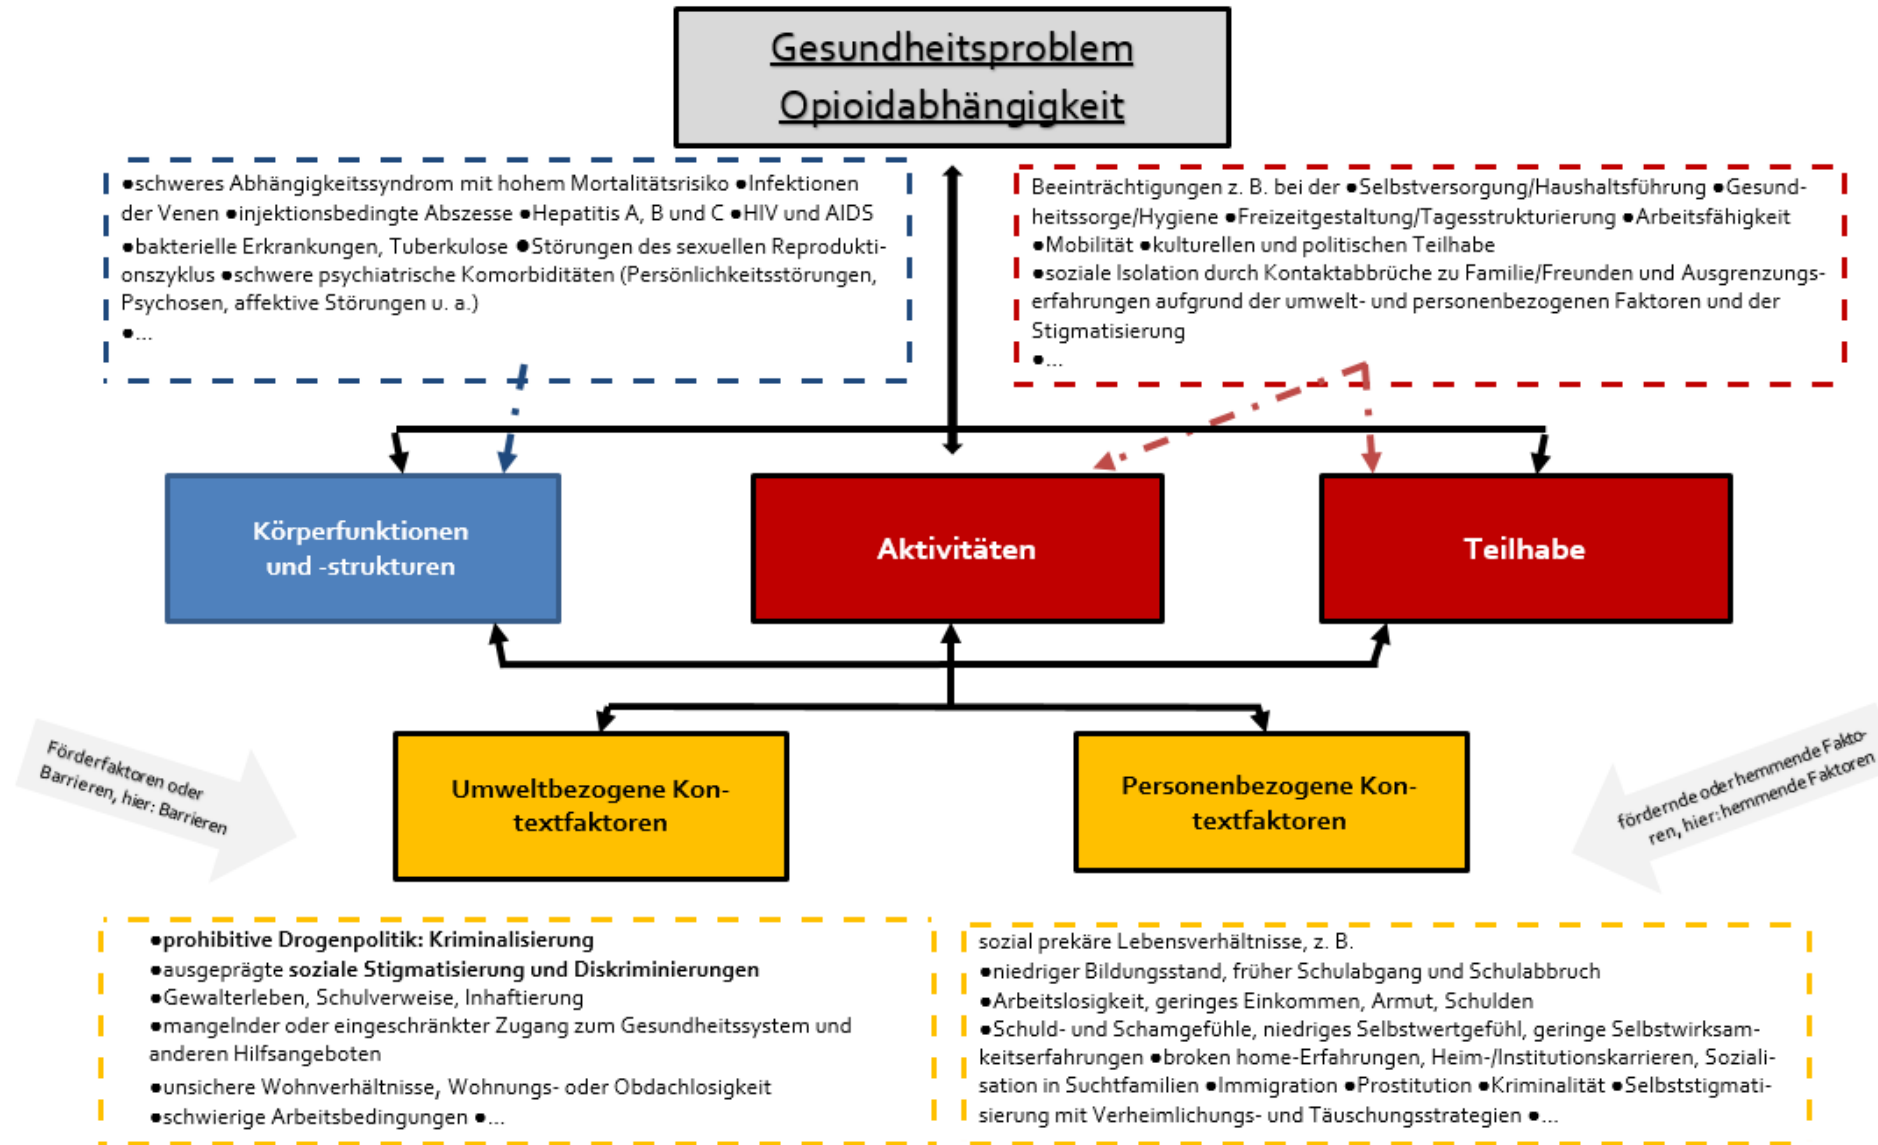 Gesundheitsproblem
Opioidabhängigkeit
●schweres Abhängigkeitssyndrom mit hohem Mortalitätsrisiko ●Infektionen
der Venen ●injektionsbedingte Abszesse ●Hepatitis A, B und C ●HIV und AIDS
●bakterielle Erkrankungen, Tuberkulose ●Störungen des sexuellen Reprodukti-
onszyklus ●schwere psychiatrische Komorbiditäten (Persönlichkeitsstörungen,
Psychosen, affektive Störungen u. a.)
●...
Beeinträchtigungen z. B. bei der ●Selbstversorgung/Haushaltsführung ●Gesund-
heitssorge/Hygiene ●Freizeitgestaltung/Tagesstrukturierung ●Arbeitsfähigkeit
●Mobilität ●kulturellen und politischen Teilhabe
●soziale Isolation durch Kontaktabbrüche zu Familie/Freunden und Ausgrenzungs-
erfahrungen aufgrund der umwelt- und personenbezogenen Faktoren und der
Stigmatisierung
●...
Körperfunktionen
und -strukturen
Aktivitäten
Teilhabe
Förderfaktoren oder
Barrieren, hier: Barrieren
Umweltbezogene Kon-
textfaktoren
Personenbezogene Kon-
textfaktoren
fördernde oder hemmende Fakto-
ren, hier: hemmende Faktoren
●prohibitive Drogenpolitik: Kriminalisierung
●ausgeprägte soziale Stigmatisierung und Diskriminierungen
●Gewalterleben, Schulverweise, Inhaftierung
●mangelnder oder eingeschränkter Zugang zum Gesundheitssystem und
anderen Hilfsangeboten
●unsichere Wohnverhältnisse, Wohnungs- oder Obdachlosigkeit
●schwierige Arbeitsbedingungen ●...
sozial prekäre Lebensverhältnisse, z. B.
●niedriger Bildungsstand, früher Schulabgang und Schulabbruch
●Arbeitslosigkeit, geringes Einkommen, Armut, Schulden
●Schuld- und Schamgefühle, niedriges Selbstwertgefühl, geringe Selbstwirksam-
keitserfahrungen ●broken home-Erfahrungen, Heim-/Institutionskarrieren, Soziali-
sation in Suchtfamilien ●Immigration ●Prostitution ●Kriminalität ●Selbststigmati-
sierung mit Verheimlichungs- und Täuschungsstrategien ●...